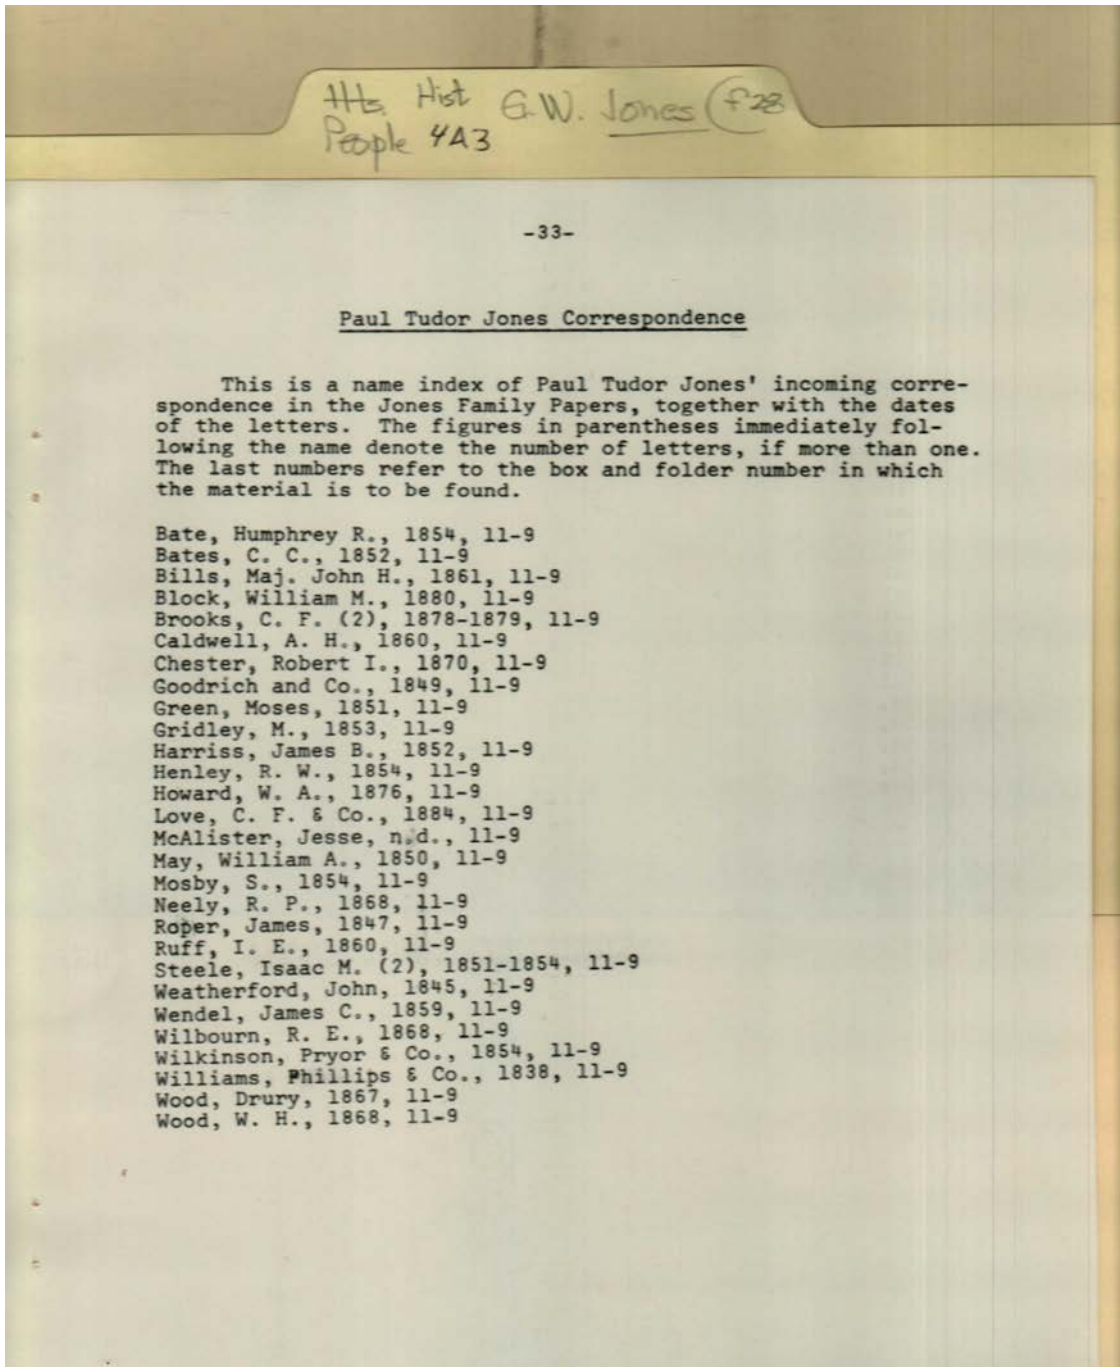 Hts. Hist G.W. Jones (F28
People 4A3
-33-
Paul Tudor Jones Correspondence
This is a name index of Paul Tudor Jones' incoming corre-
spondence in the Jones Family Papers, together with the dates
of the letters. The figures in parentheses immediately fol-
lowing the name denote the number of letters, if more than one.
The last numbers refer to the box and folder number in which
the material is to be found.
Bate, Humphrey R., 1854, 11-9
Bates, C. C., 1852, 11-9
Bills, Maj. John H., 1861, 11-9
Block, William M., 1880, 11-9
Brooks, C. F. (2), 1878-1879, 11-9
Caldwell, A. H., 1860, 11-9
Chester, Robert I., 1870, 11-9
Goodrich and Co., 1849, 11-9
Green, Moses, 1851, 11-9
Gridley, M., 1853, 11-9
Harriss, James B., 1852, 11-9
Henley, R. W., 1854, 11-9
Howard, W. A., 1876, 11-9
Love, C. F. & Co., 1884, 11-9
McAlister, Jesse, n.d., 11-9
May, William A., 1850, 11-9
Mosby, S., 1854, 11-9
Neely, R. P., 1868, 11-9
Roper, James, 1847, 11-9
Ruff, I. E., 1860, 11-9
Steele, Isaac M. (2), 1851-1854, 11-9
Weatherford, John, 1845, 11-9
Wendel, James C., 1859, 11-9
Wilbourn, R. E., 1868, 11-9
Wilkinson, Pryor & Co., 1854, 11-9
Williams, Phillips & Co., 1838, 11-9
Wood, Drury, 1867, 11-9
Wood, W. H., 1868, 11-9